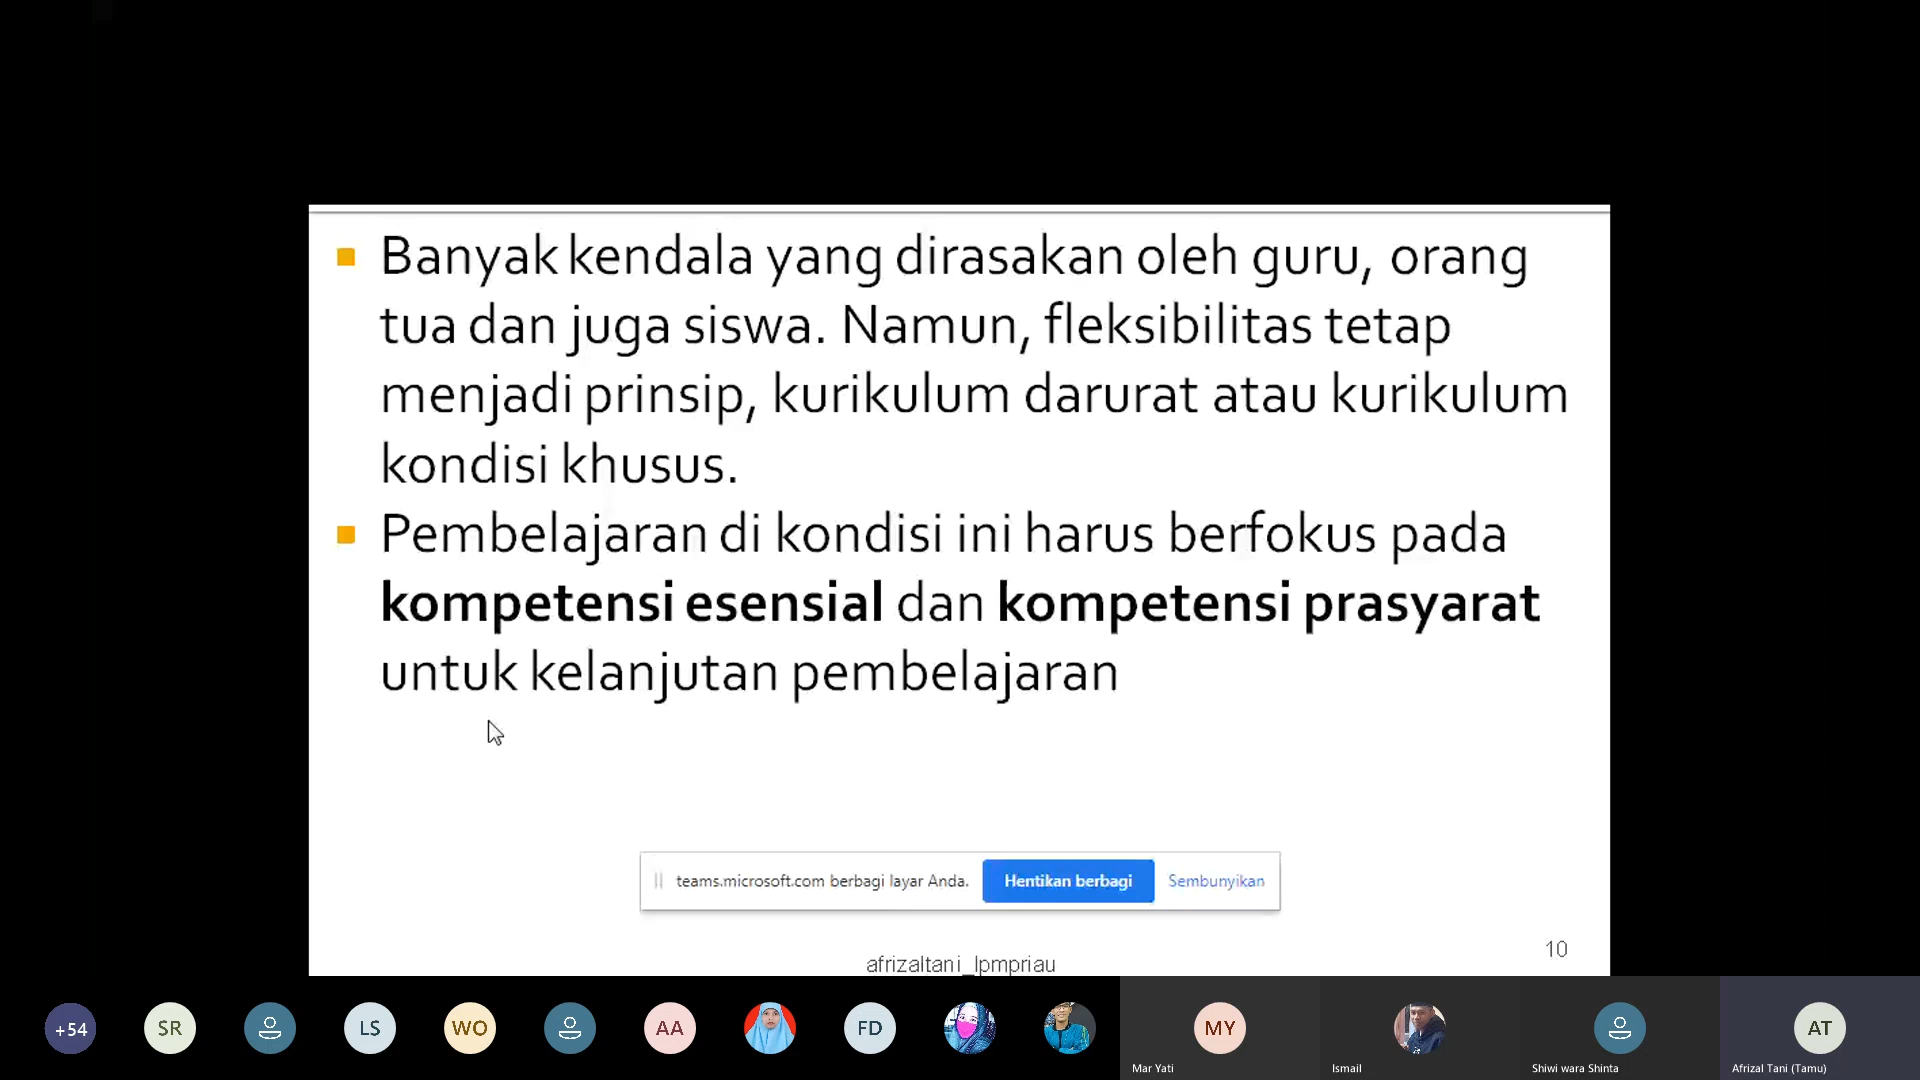 Banyak kendala yang dirasakan oleh guru, orang
tua dan juga siswa. Namun, fleksibilitas tetap
menjadi prinsip, kurikulum darurat atau kurikulum
kondisi khusus.
Pembelajaran di kondisi ini harus berfokus pada
kompetensi esensial dan kompetensi prasyarat
untuk kelanjutan pembelajaran
teams.microsoft.com berbagi layar Anda. Hentikan berbagi Sembunyikan
10
afrizaltani_lpmpriau
+54 SR LS WO AA FD MY AT
Mar Yati Ismail Shiwi wara Shinta Afrizal Tani (Tamu)